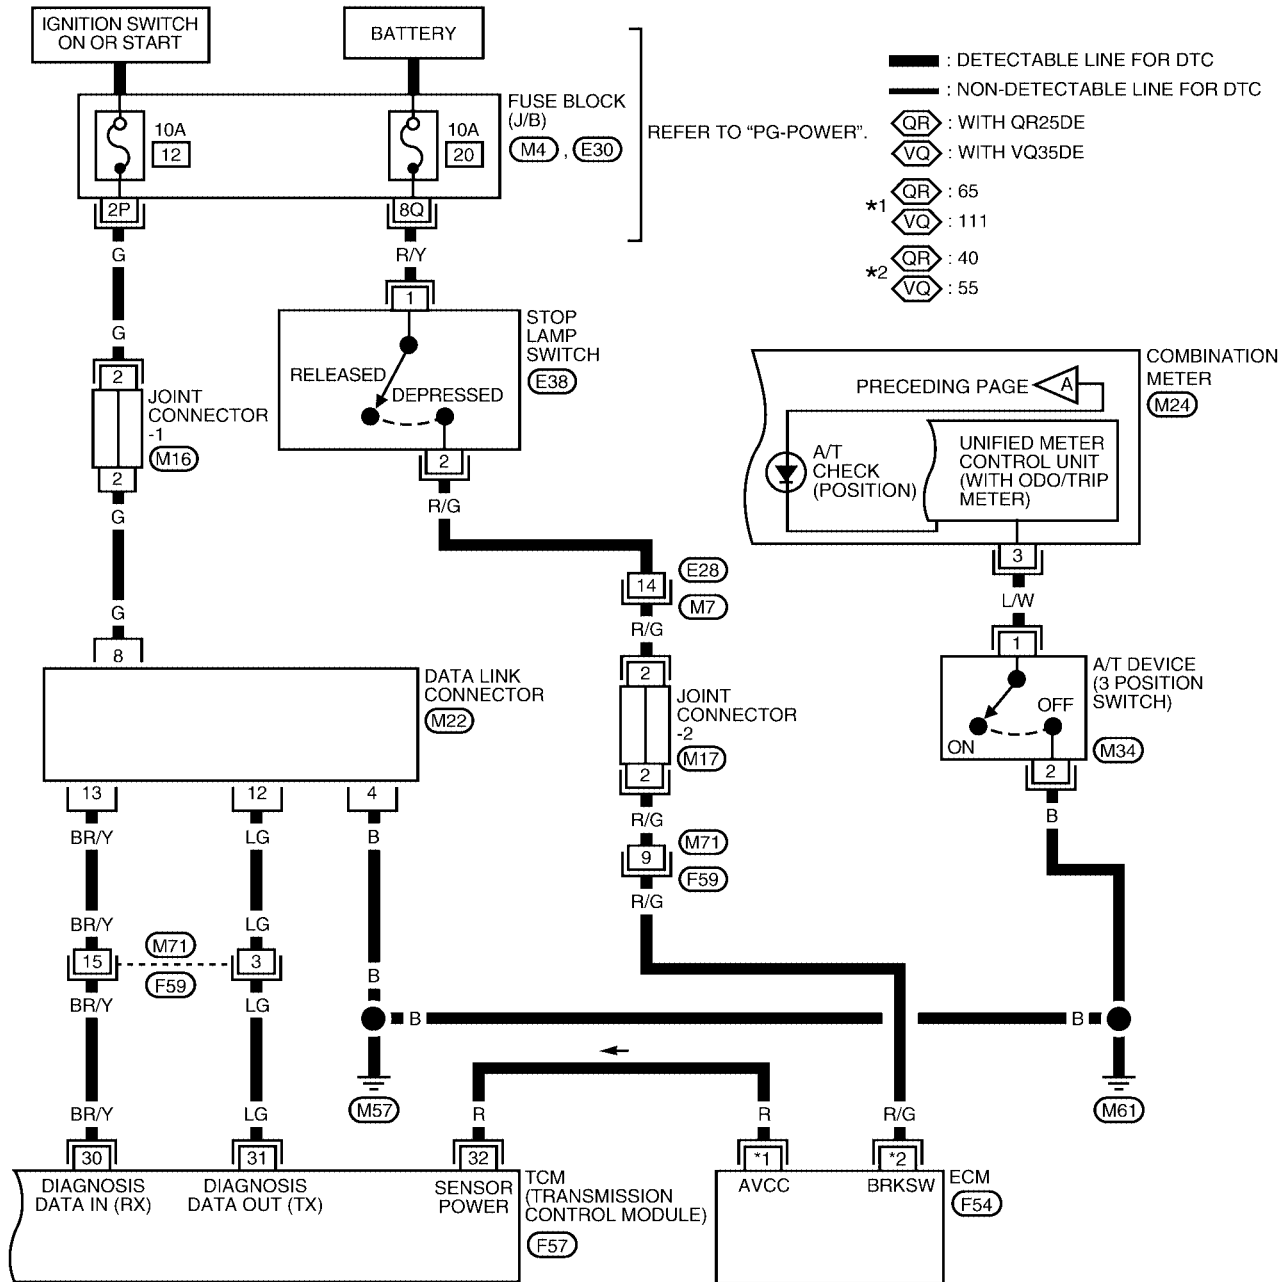 IGNITION SWITCH
ON OR START
BATTERY
10A
12
10A
20
FUSE BLOCK
(J/B)
M4 , E30
REFER TO “PG-POWER”.
2P
8Q
: DETECTABLE LINE FOR DTC
: NON-DETECTABLE LINE FOR DTC
QR : WITH QR25DE
VQ : WITH VQ35DE
*1
QR : 65
VQ : 111
*2
QR : 40
VQ : 55
G
R/Y
1
STOP
LAMP
SWITCH
E38
RELEASED
DEPRESSED
2
R/G
G
2
JOINT
CONNECTOR
-1
M16
2
G
G
8
DATA LINK
CONNECTOR
M22
13
12
4
BR/Y
LG
B
BR/Y
LG
B
15
M71
F59
3
BR/Y
LG
BR/Y
LG
B
M57
14
E28
M7
R/G
2
JOINT
CONNECTOR
-2
M17
2
R/G
9
M71
F59
R/G
COMBINATION
METER
M24
PRECEDING PAGE
A
A/T
CHECK
(POSITION)
UNIFIED METER
CONTROL UNIT
(WITH ODO/TRIP
METER)
3
L/W
1
A/T DEVICE
(3 POSITION
SWITCH)
M34
OFF
ON
2
B
B
M61
R
R
R/G
30
31
32
*1
*2
DIAGNOSIS
DATA IN (RX)
DIAGNOSIS
DATA OUT (TX)
SENSOR
POWER
TCM
(TRANSMISSION
CONTROL MODULE)
F57
AVCC
BRKSW
ECM
F54